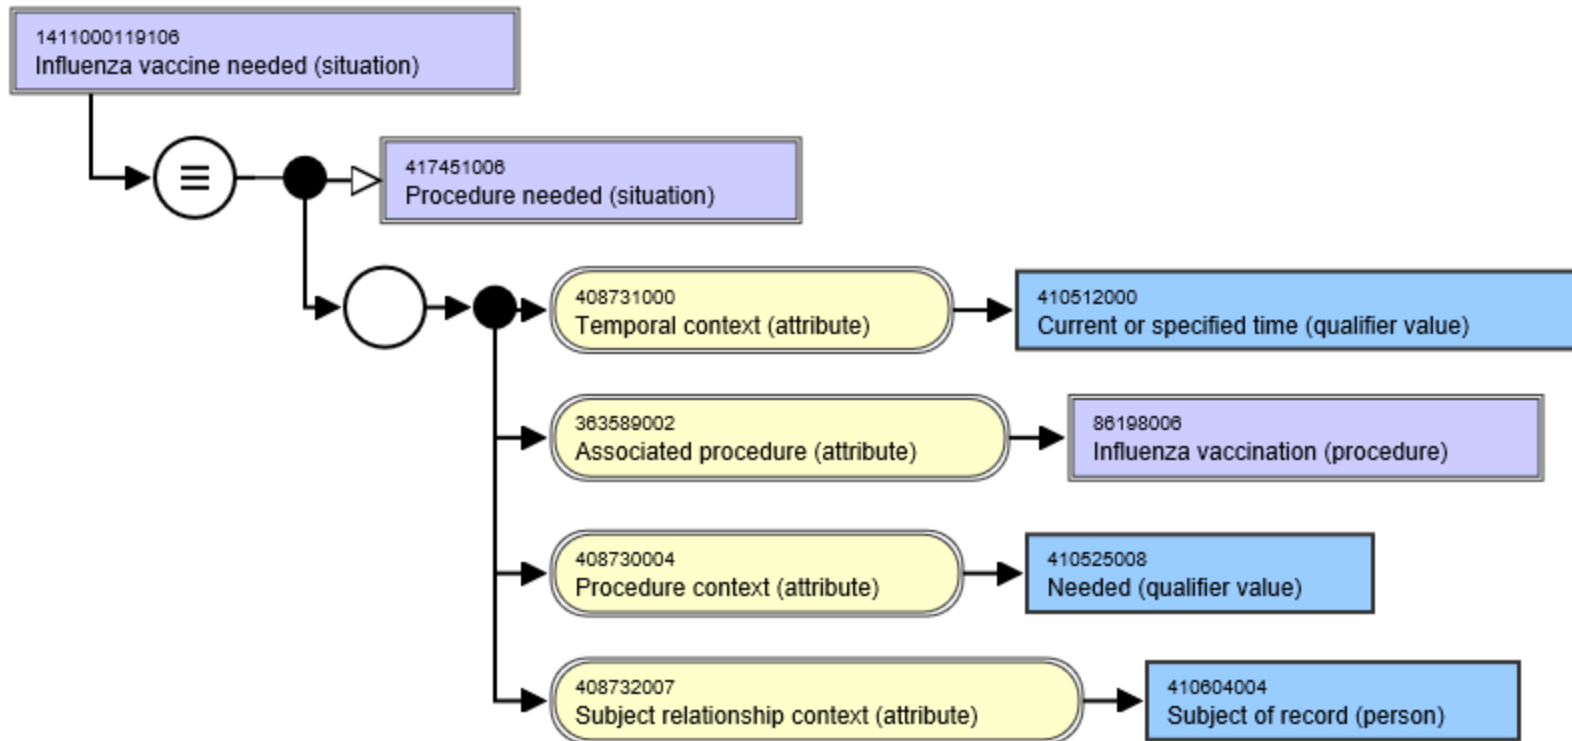 1411000119106
Influenza vaccine needed (situation)
417451006
Procedure needed (situation)
408731000
Temporal context (attribute)
410512000
Current or specified time (qualifier value)
363589002
Associated procedure (attribute)
86198006
Influenza vaccination (procedure)
408730004
Procedure context (attribute)
410525008
Needed (qualifier value)
408732007
Subject relationship context (attribute)
410604004
Subject of record (person)